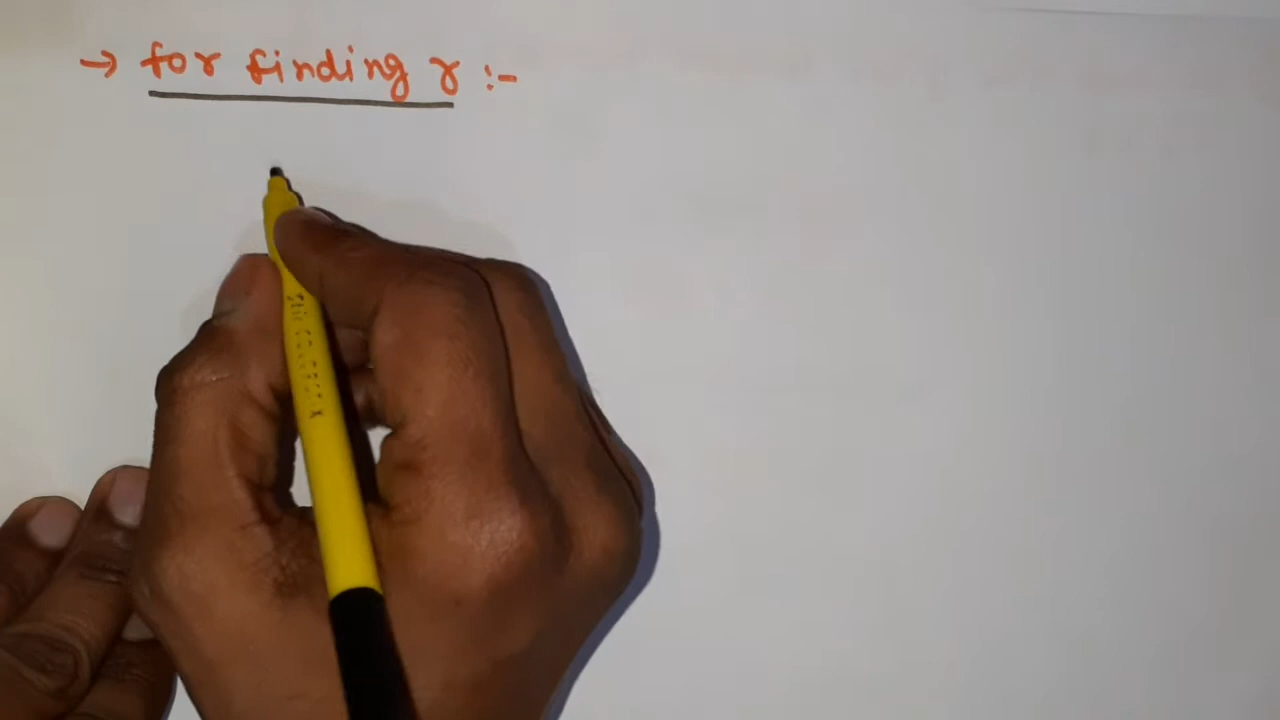 → for finding r :-